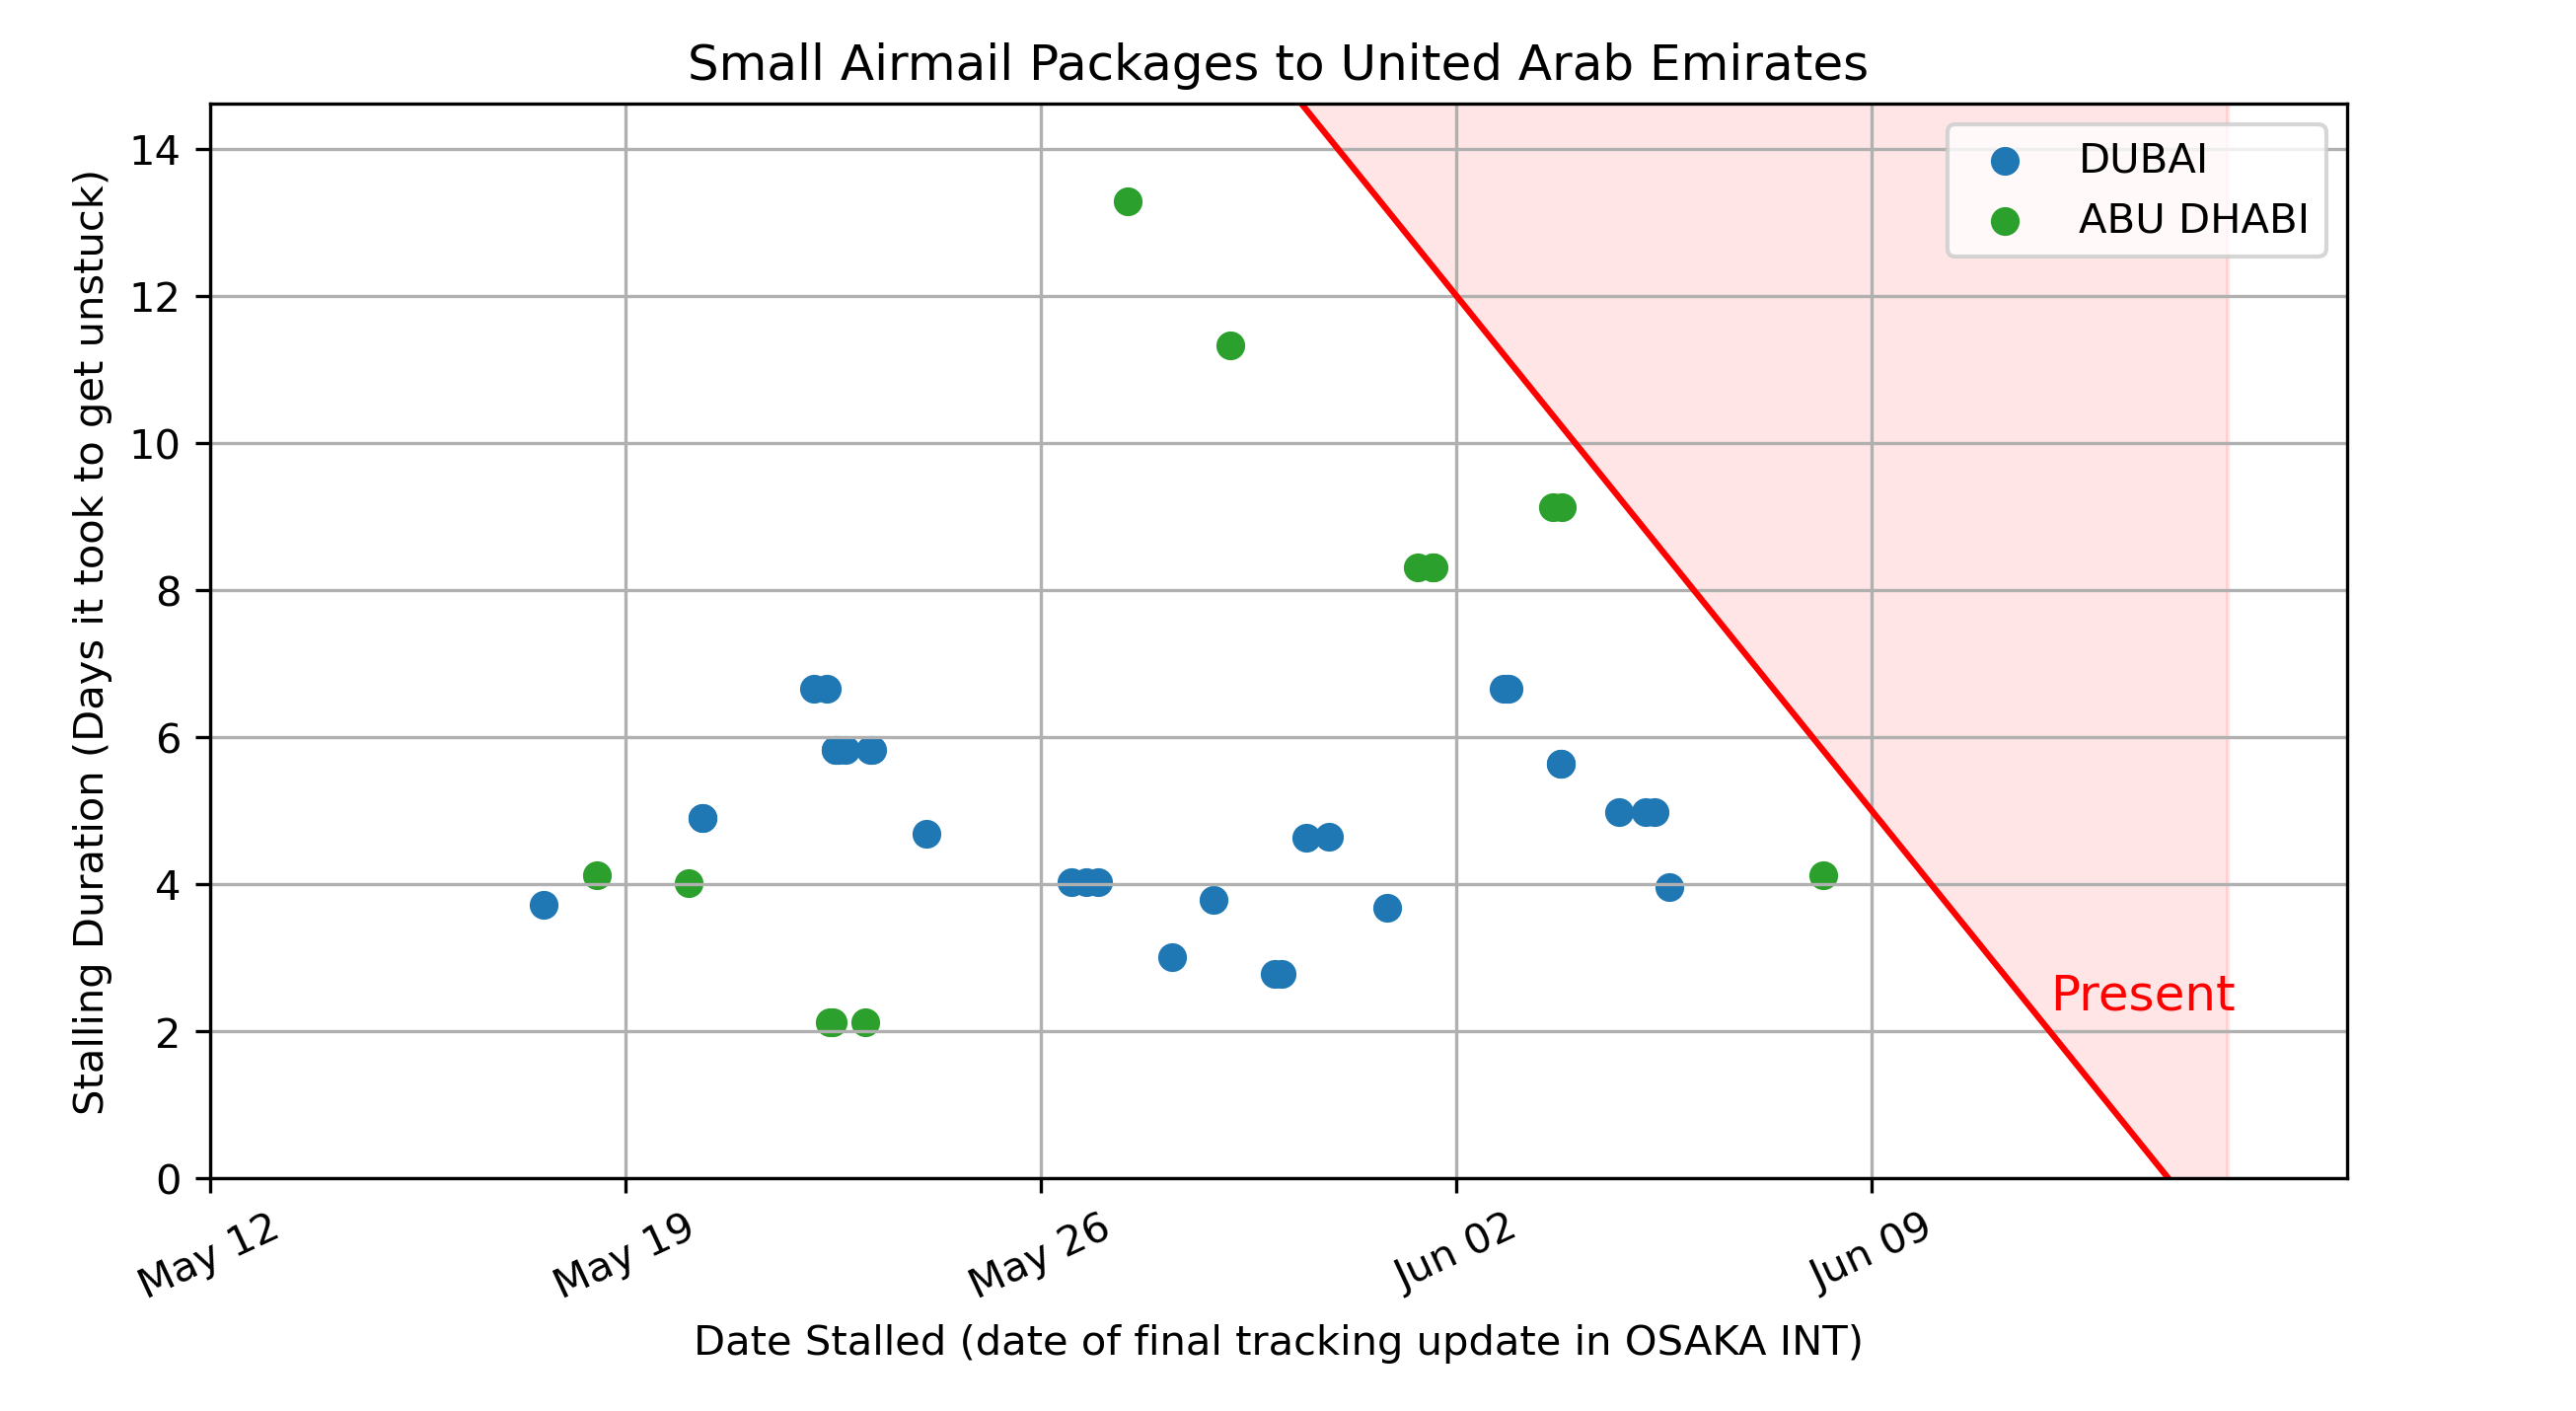 Small Airmail Packages to United Arab Emirates
DUBAI
ABU DHABI
Stalling Duration (Days it took to get unstuck)
14
12
10
8
6
4
2
0
Present
May 12
May 19
May 26
Jun 02
Jun 09
Date Stalled (date of final tracking update in OSAKA INT)